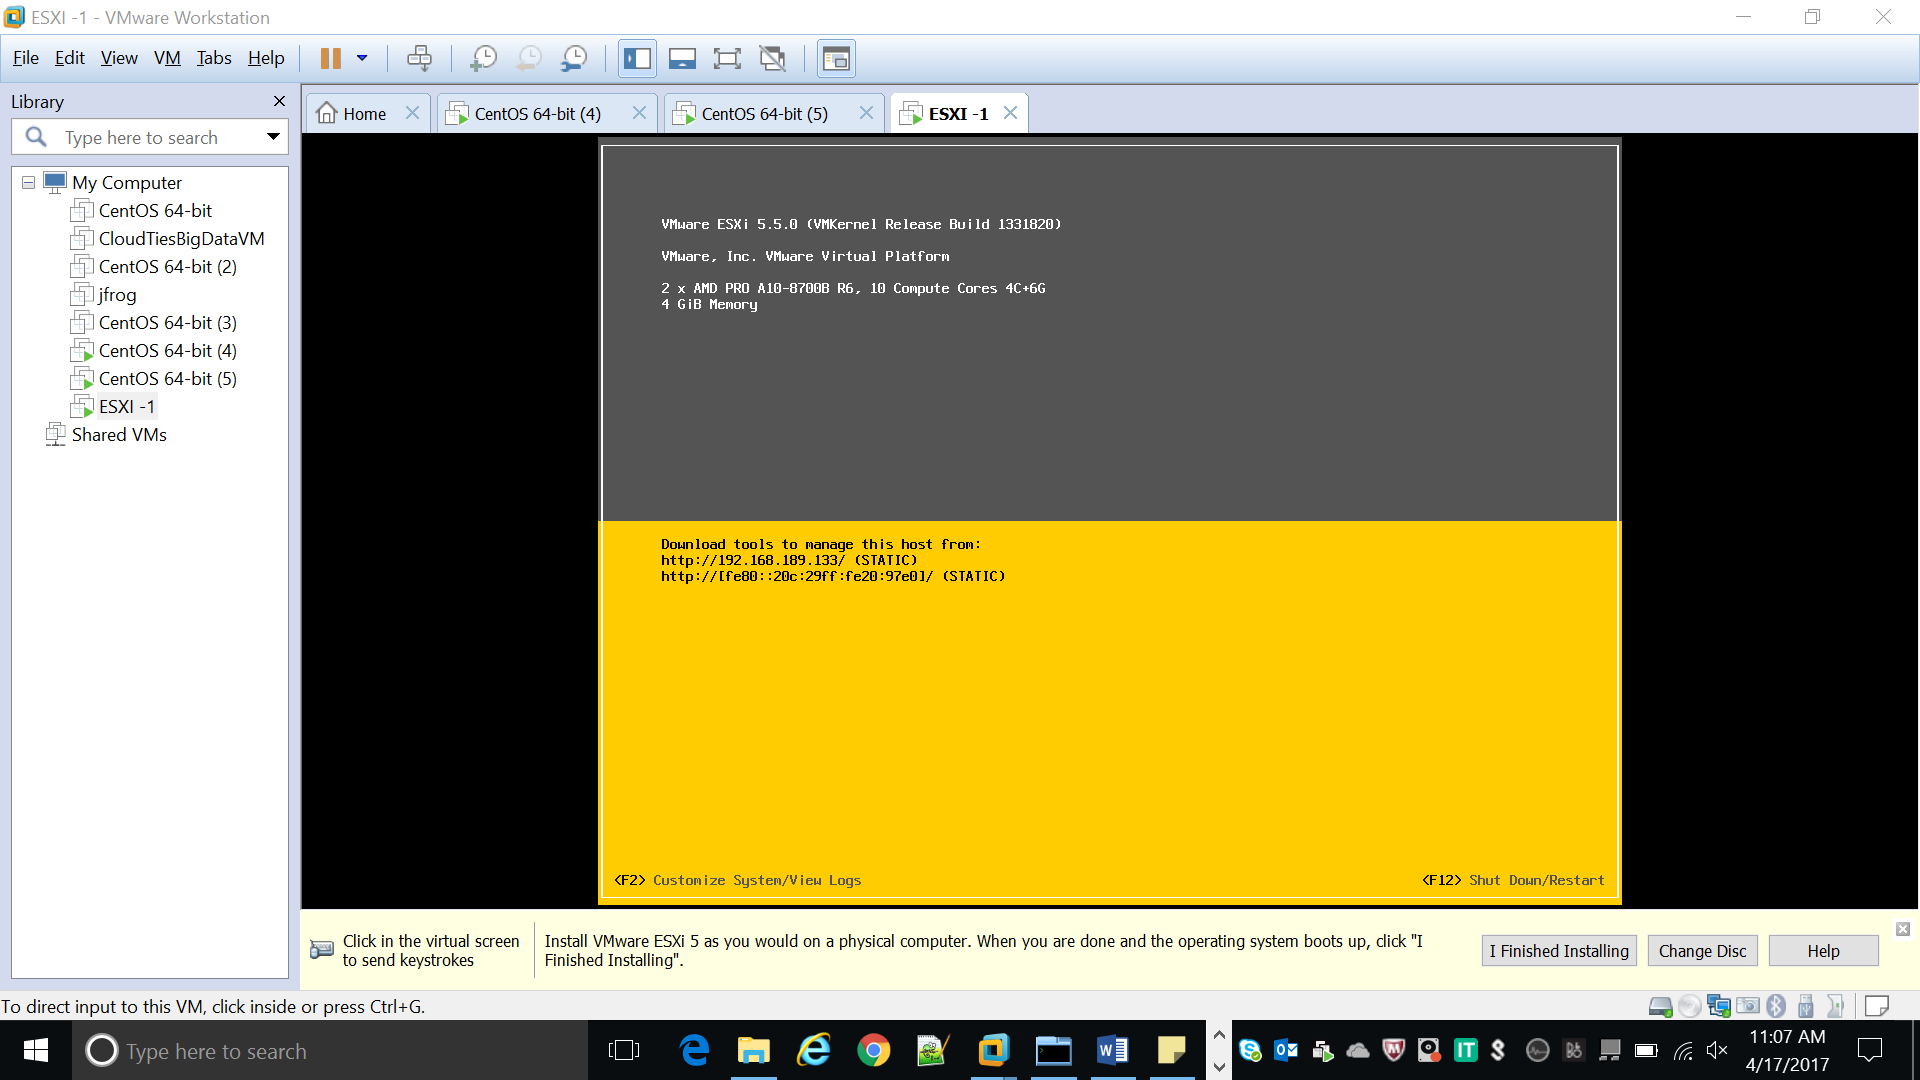 ESXI -1 - VMware Workstation
File Edit View VM Tabs Help
Library
Type here to search
My Computer
CentOS 64-bit
CloudTiesBigDataVM
CentOS 64-bit (2)
jfrog
CentOS 64-bit (3)
CentOS 64-bit (4)
CentOS 64-bit (5)
ESXI -1
Shared VMs
Home
CentOS 64-bit (4)
CentOS 64-bit (5)
ESXI -1
VMware ESXi 5.5.0 (VMKernel Release Build 1331820)
VMware, Inc. VMware Virtual Platform
2 x AMD PRO A10-8700B R6, 10 Compute Cores 4C+6G
4 GiB Memory
Download tools to manage this host from:
http://192.168.189.133/ (STATIC)
http://[fe80::20c:29ff:fe20:97e0]/ (STATIC)
<F2> Customize System/View Logs
<F12> Shut Down/Restart
Click in the virtual screen
to send keystrokes
Install VMware ESXi 5 as you would on a physical computer. When you are done and the operating system boots up, click "I
Finished Installing".
I Finished Installing
Change Disc
Help
To direct input to this VM, click inside or press Ctrl+G.
Type here to search
IT
11:07 AM
4/17/2017